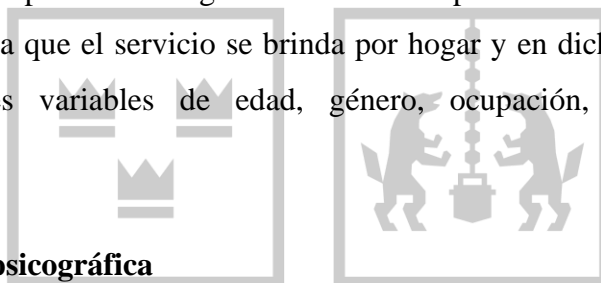 a que el servicio se brinda por hogar y en dich
s variables de edad, género, ocupación,
psicográfica